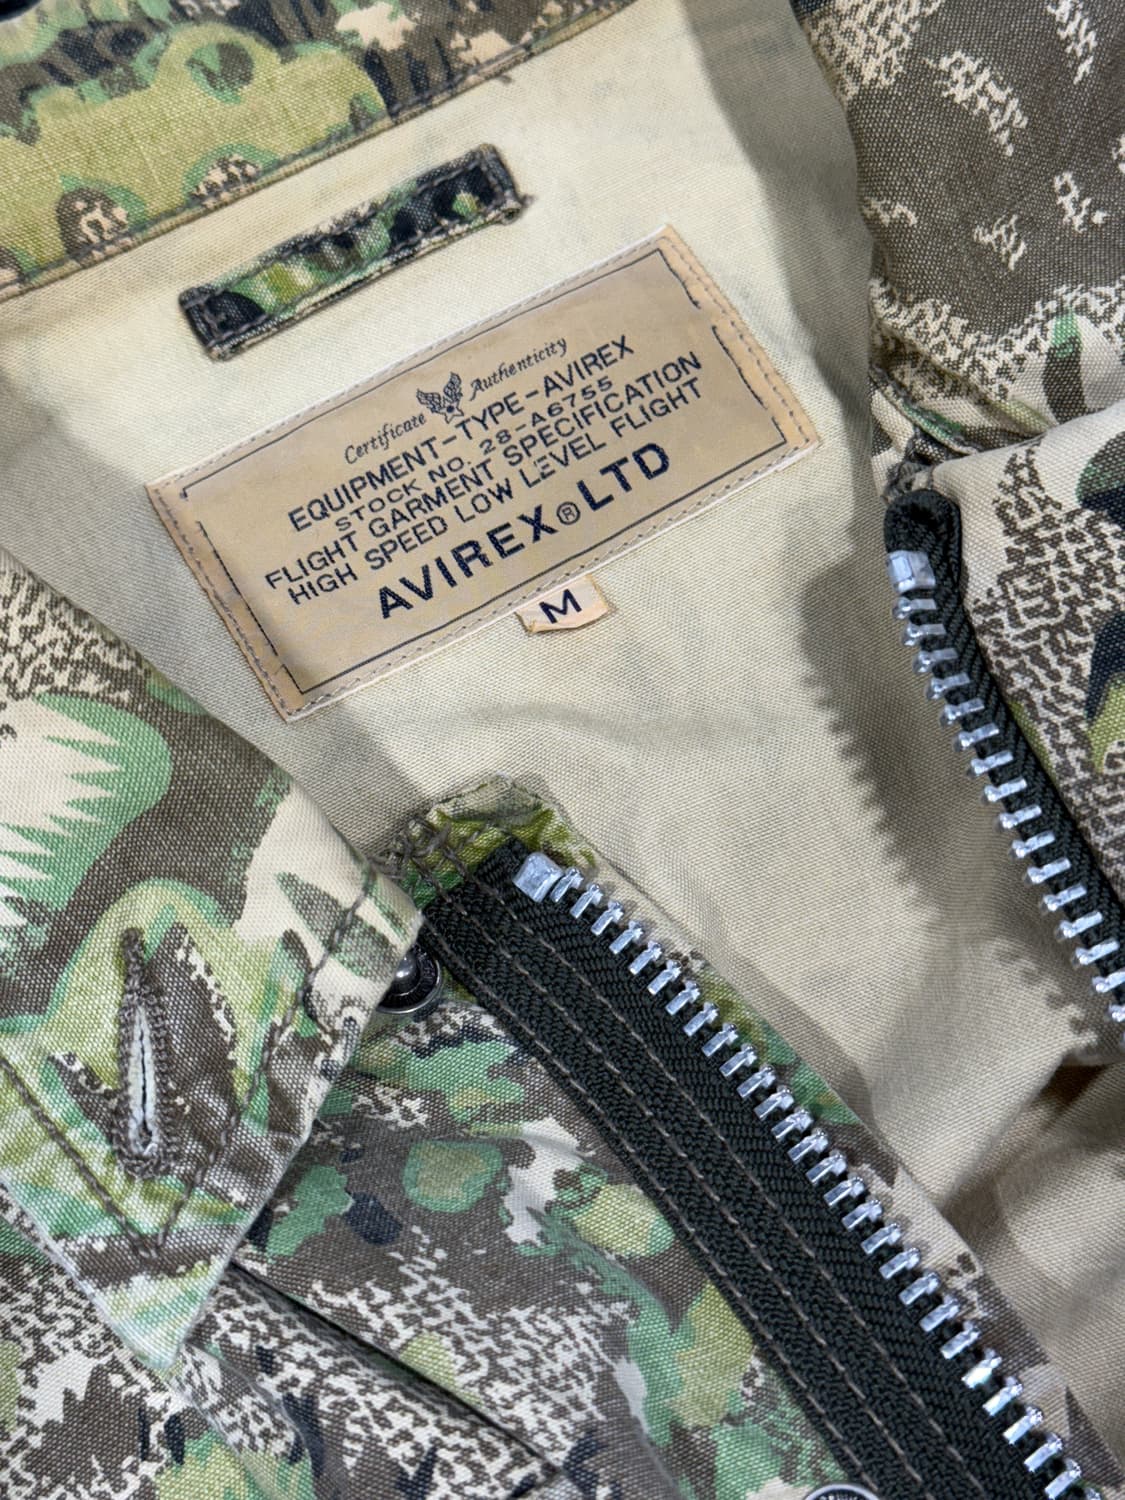 Certificate Authenticity
EQUIPMENT-TYPE-AVIREX
STOCK NO. 28-A6755
FLIGHT GARMENT SPECIFICATION
HIGH SPEED LOW LEVEL FLIGHT
AVIREX®LTD
M